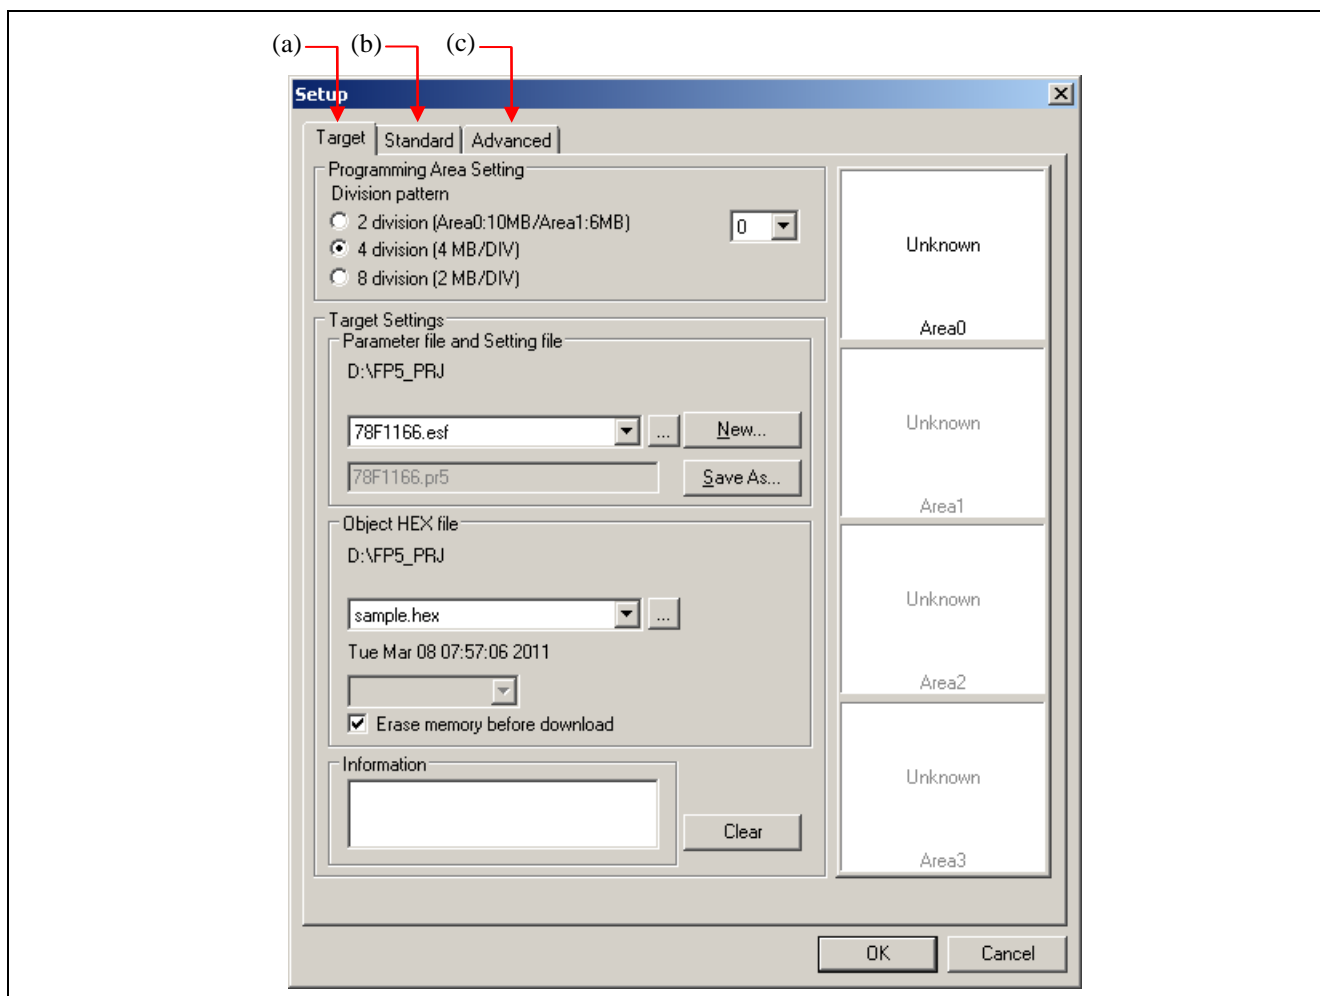 (a) (b) (c)
Setup
Target Standard Advanced
Programming Area Setting
Division pattern
2 division (Area0:10MB/Area1:6MB)
0
4 division (4 MB/DIV)
8 division (2 MB/DIV)
Target Settings
Parameter file and Setting file
D:\FP5_PRJ
78F1166.esf
...
New...
78F1166.pr5
Save As...
Object HEX file
D:\FP5_PRJ
sample.hex
...
Tue Mar 08 07:57:06 2011
Erase memory before download
Information
Clear
Unknown
Area0
Unknown
Area1
Unknown
Area2
Unknown
Area3
OK
Cancel